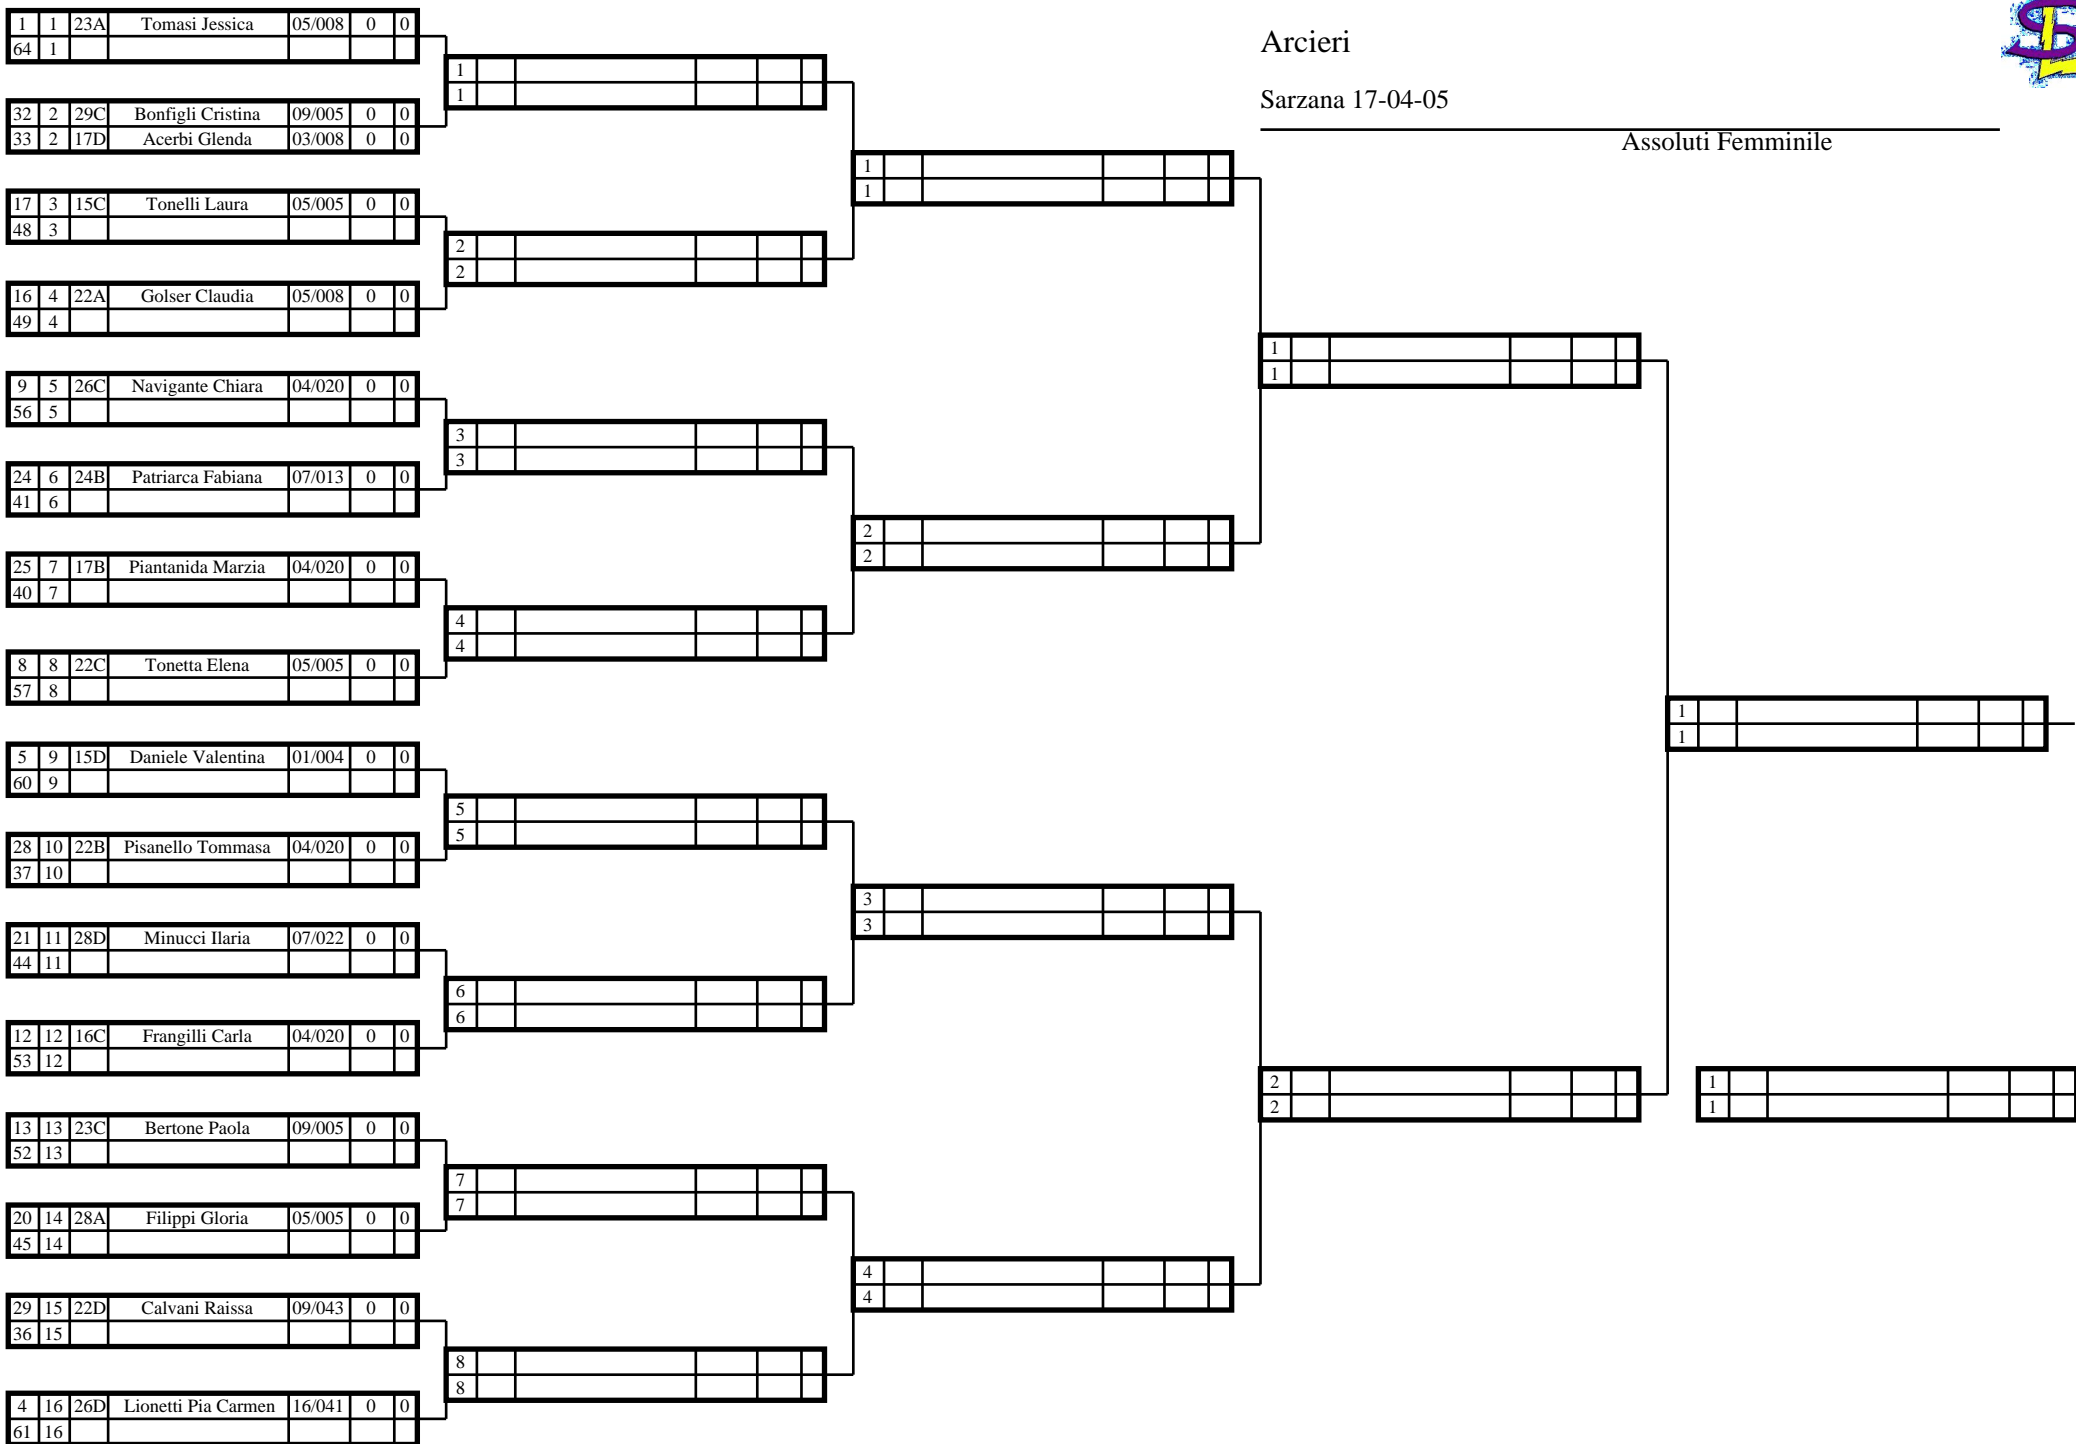 Arcieri
Sarzana 17-04-05
Assoluti Femminile
1 1 23A Tomasi Jessica 05/008 0 0
64 1
32 2 29C Bonfigli Cristina 09/005 0 0
33 2 17D Acerbi Glenda 03/008 0 0
17 3 15C Tonelli Laura 05/005 0 0
48 3
16 4 22A Golser Claudia 05/008 0 0
49 4
9 5 26C Navigante Chiara 04/020 0 0
56 5
24 6 24B Patriarca Fabiana 07/013 0 0
41 6
25 7 17B Piantanida Marzia 04/020 0 0
40 7
8 8 22C Tonetta Elena 05/005 0 0
57 8
5 9 15D Daniele Valentina 01/004 0 0
60 9
28 10 22B Pisanello Tommasa 04/020 0 0
37 10
21 11 28D Minucci Ilaria 07/022 0 0
44 11
12 12 16C Frangilli Carla 04/020 0 0
53 12
13 13 23C Bertone Paola 09/005 0 0
52 13
20 14 28A Filippi Gloria 05/005 0 0
45 14
29 15 22D Calvani Raissa 09/043 0 0
36 15
4 16 26D Lionetti Pia Carmen 16/041 0 0
61 16
1
1
2
2
3
3
4
4
5
5
6
6
7
7
8
8
1
1
2
2
3
3
4
4
1
1
2
2
1
1
1
1